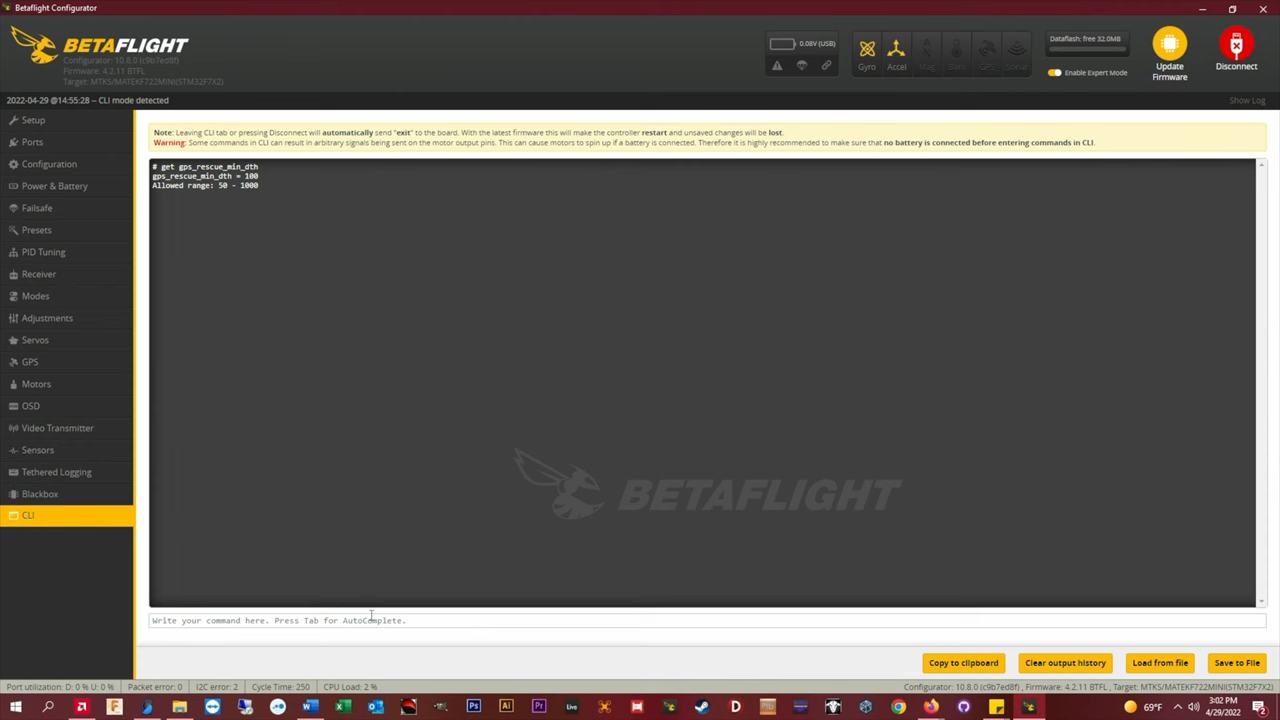 Betaflight Configurator
BETAFLIGHT
Configurator: 10.8.0 (c9b7ed8f)
Firmware: 4.2.11 BTFL
Target: MTKS/MATEKF722MINI(STM32F7X2)
0.08V (USB)
Gyro
Accel
Mag
Baro
GPS
Sonar
Dataflash: free 32.0MB
Enable Expert Mode
Update
Firmware
Disconnect
2022-04-29 @14:55:28 -- CLI mode detected
Show Log
Setup
Ports
Configuration
Power & Battery
Failsafe
Presets
PID Tuning
Receiver
Modes
Adjustments
Servos
GPS
Motors
OSD
Video Transmitter
Sensors
Tethered Logging
Blackbox
CLI
Note: Leaving CLI tab or pressing Disconnect will automatically send "exit" to the board. With the latest firmware this will make the controller restart and unsaved changes will be lost.
Warning: Some commands in CLI can result in arbitrary signals being sent on the motor output pins. This can cause motors to spin up if a battery is connected. Therefore it is highly recommended to make sure that no battery is connected before entering commands in CLI.
# get gps_rescue_min_dth
gps_rescue_min_dth = 100
Allowed range: 50 - 1000
BETAFLIGHT
Write your command here. Press Tab for AutoComplete.
Copy to clipboard
Clear output history
Load from file
Save to File
Port utilization: D: 0 % U: 0 %
Packet error: 0
I2C error: 2
Cycle Time: 250
CPU Load: 2 %
Configurator: 10.8.0 (c9b7ed8f) , Firmware: 4.2.11 BTFL, Target: MTKS/MATEKF722MINI(STM32F7X2)
69°F
3:02 PM
4/29/2022